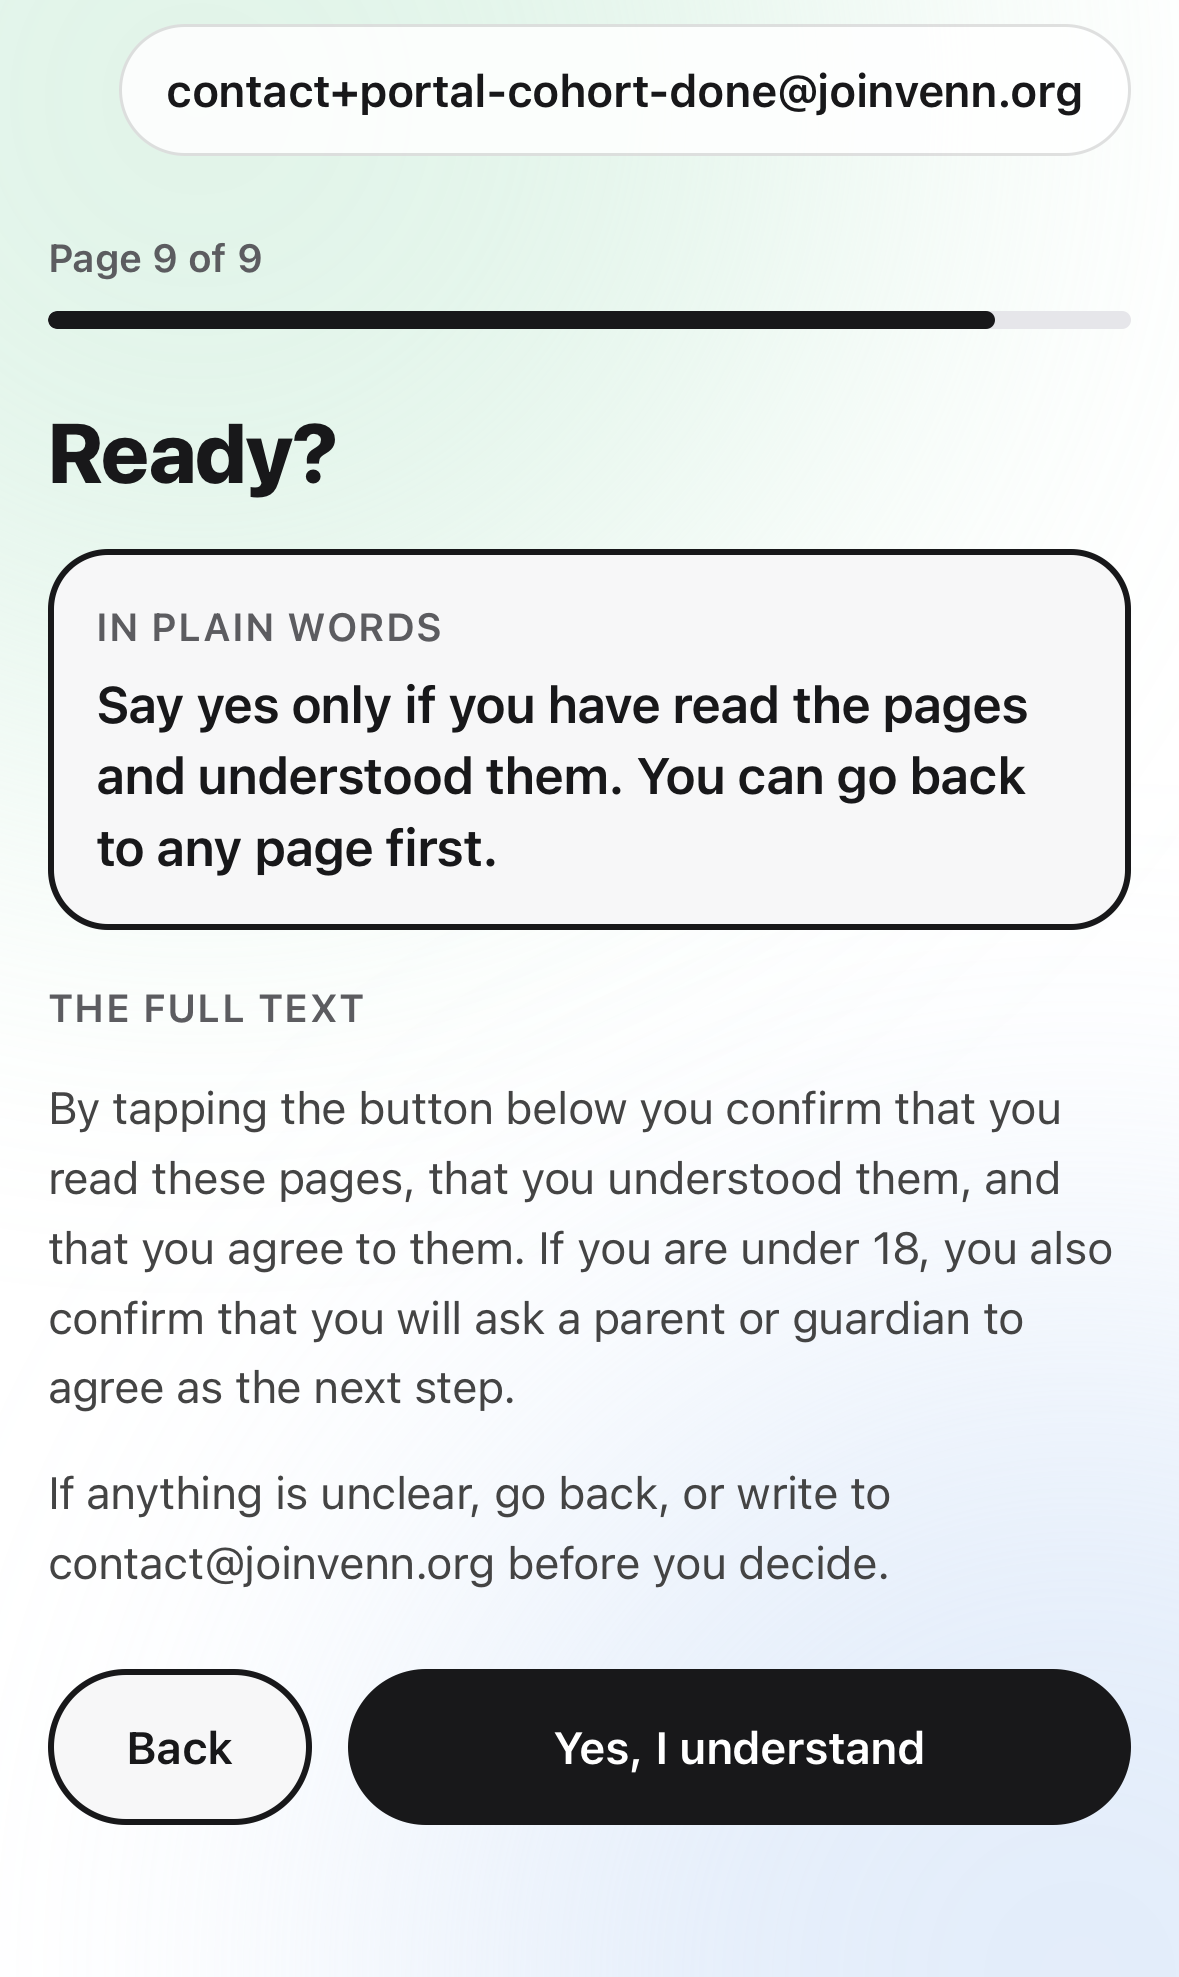 contact+portal-cohort-done@joinvenn.org
Page 9 of 9
Ready?
IN PLAIN WORDS
Say yes only if you have read the pages
and understood them. You can go back
to any page first.
THE FULL TEXT
By tapping the button below you confirm that you
read these pages, that you understood them, and
that you agree to them. If you are under 18, you also
confirm that you will ask a parent or guardian to
agree as the next step.
If anything is unclear, go back, or write to
contact@joinvenn.org before you decide.
Back
Yes, I understand